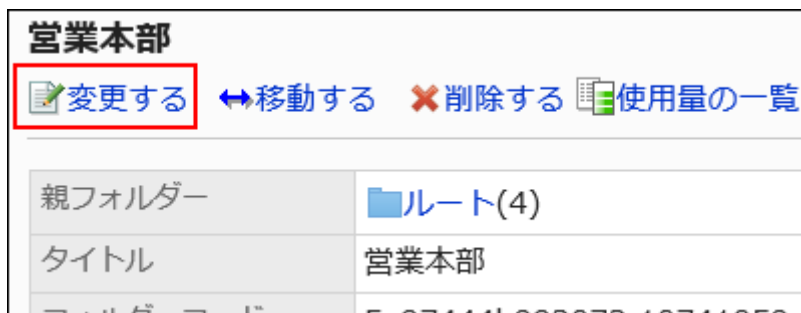 営業本部
変更する 移動する 削除する 使用量の一覧
親フォルダー ルート(4)
タイトル 営業本部